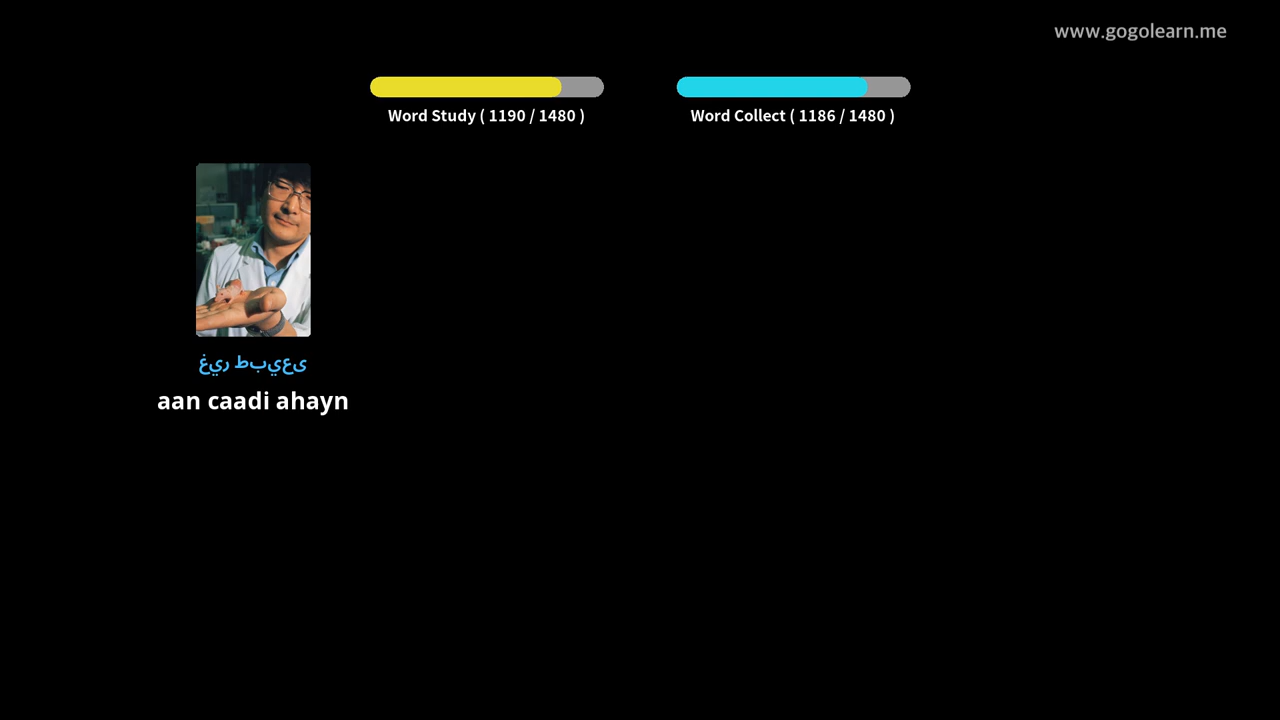 www.gogolearn.me
Word Study ( 1190 / 1480 )
Word Collect ( 1186 / 1480 )
غير طبيعى
aan caadi ahayn